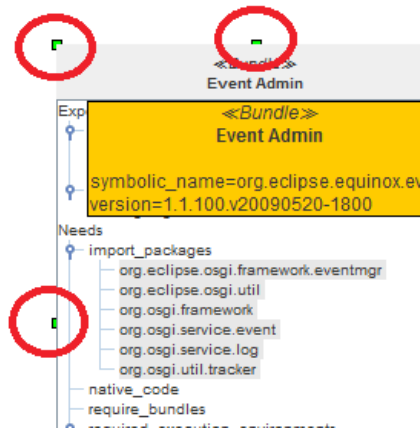 ≪Bundle≫
Event Admin
Exp
≪Bundle≫
Event Admin
symbolic_name=org.eclipse.equinox.ev
version=1.1.100.v20090520-1800
Needs
import_packages
org.eclipse.osgi.framework.eventmgr
org.eclipse.osgi.util
org.osgi.framework
org.osgi.service.event
org.osgi.service.log
org.osgi.util.tracker
native_code
require_bundles
required_execution_environments